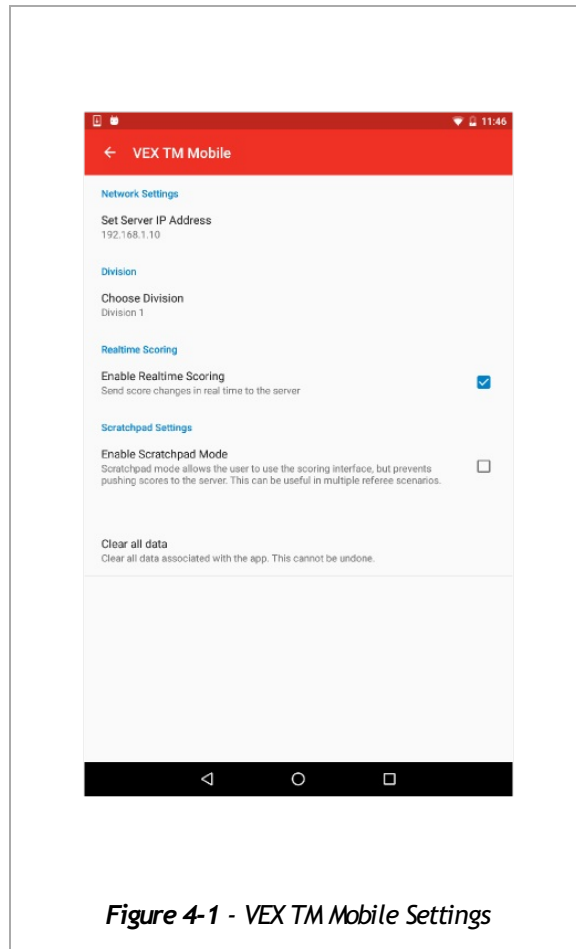 11:46
VEX TM Mobile
Network Settings
Set Server IP Address
192.168.1.10
Division
Choose Division
Division 1
Realtime Scoring
Enable Realtime Scoring
Send score changes in real time to the server
Scratchpad Settings
Enable Scratchpad Mode
Scratchpad mode allows the user to use the scoring interface, but prevents
pushing scores to the server. This can be useful in multiple referee scenarios.
Clear all data
Clear all data associated with the app. This cannot be undone.
Figure 4-1 - VEX TM Mobile Settings